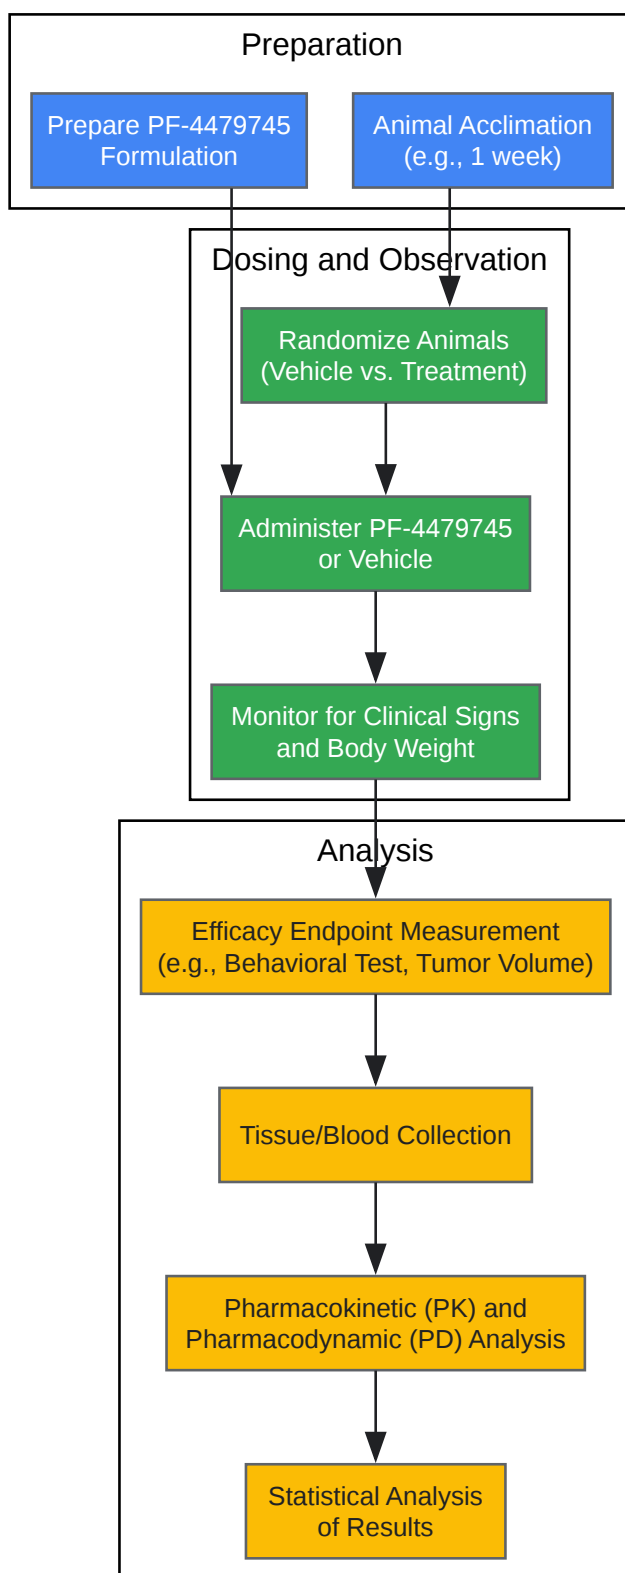 Preparation
Prepare PF-4479745
Formulation
Animal Acclimation
(e.g., 1 week)
Dosing and Observation
Randomize Animals
(Vehicle vs. Treatment)
Administer PF-4479745
or Vehicle
Monitor for Clinical Signs
and Body Weight
Analysis
Efficacy Endpoint Measurement
(e.g., Behavioral Test, Tumor Volume)
Tissue/Blood Collection
Pharmacokinetic (PK) and
Pharmacodynamic (PD) Analysis
Statistical Analysis
of Results